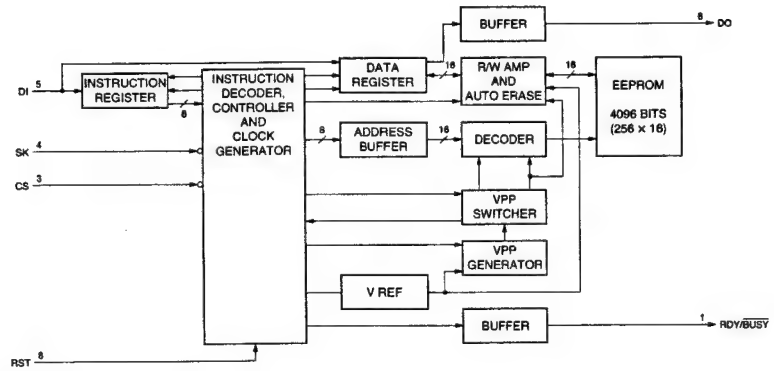 BUFFER
6 DO
DI 5
INSTRUCTION
REGISTER
8
INSTRUCTION
DECODER,
CONTROLLER
AND
CLOCK
GENERATOR
DATA
REGISTER
16
R/W AMP
AND
AUTO ERASE
16
EEPROM
4096 BITS
(256 × 16)
SK 4
8
ADDRESS
BUFFER
16
DECODER
CS 3
VPP
SWITCHER
VPP
GENERATOR
V REF
BUFFER
1 RDY/BUSY
RST 8